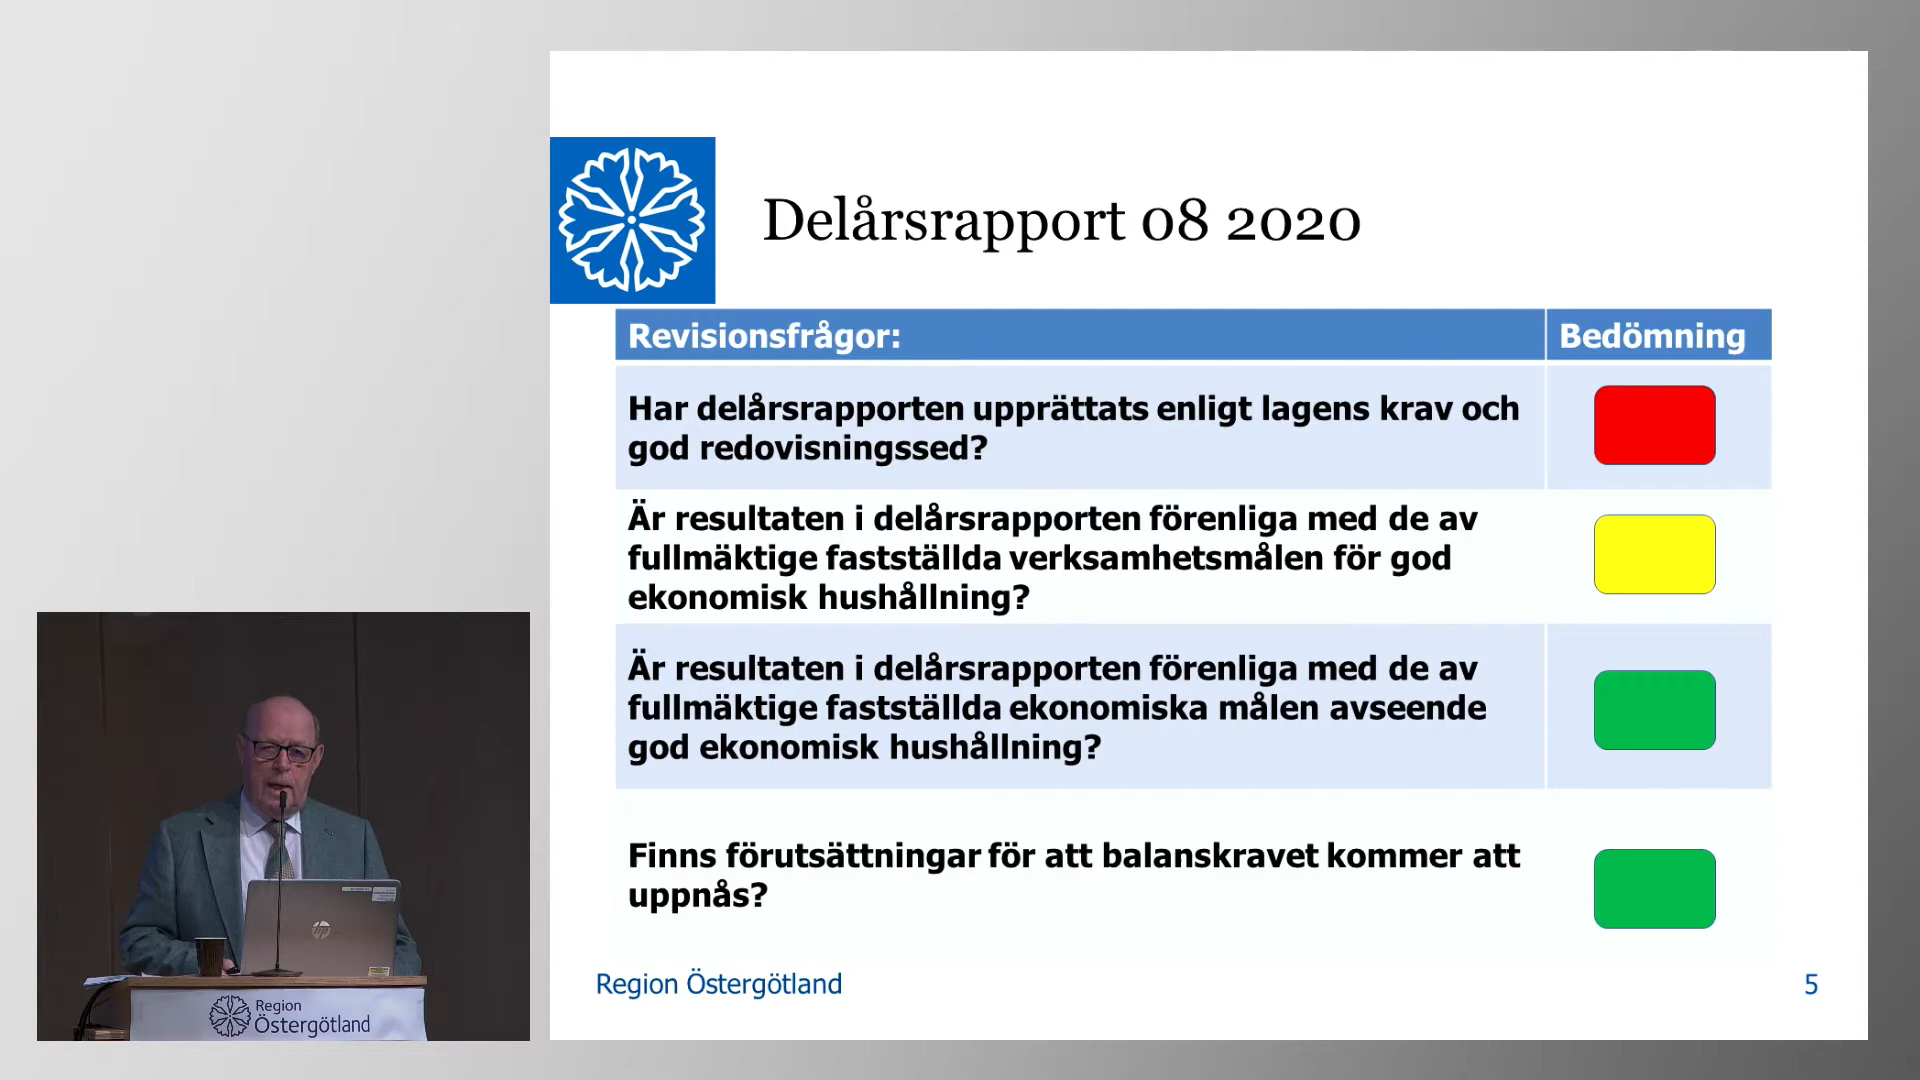 Delårsrapport 08 2020
Revisionsfrågor:
Bedömning
Har delårsrapporten upprättats enligt lagens krav och
god redovisningssed?
Är resultaten i delårsrapporten förenliga med de av
fullmäktige fastställda verksamhetsmålen för god
ekonomisk hushållning?
Är resultaten i delårsrapporten förenliga med de av
fullmäktige fastställda ekonomiska målen avseende
god ekonomisk hushållning?
Finns förutsättningar för att balanskravet kommer att
uppnås?
Region Östergötland
5
hp
Region
Östergötland